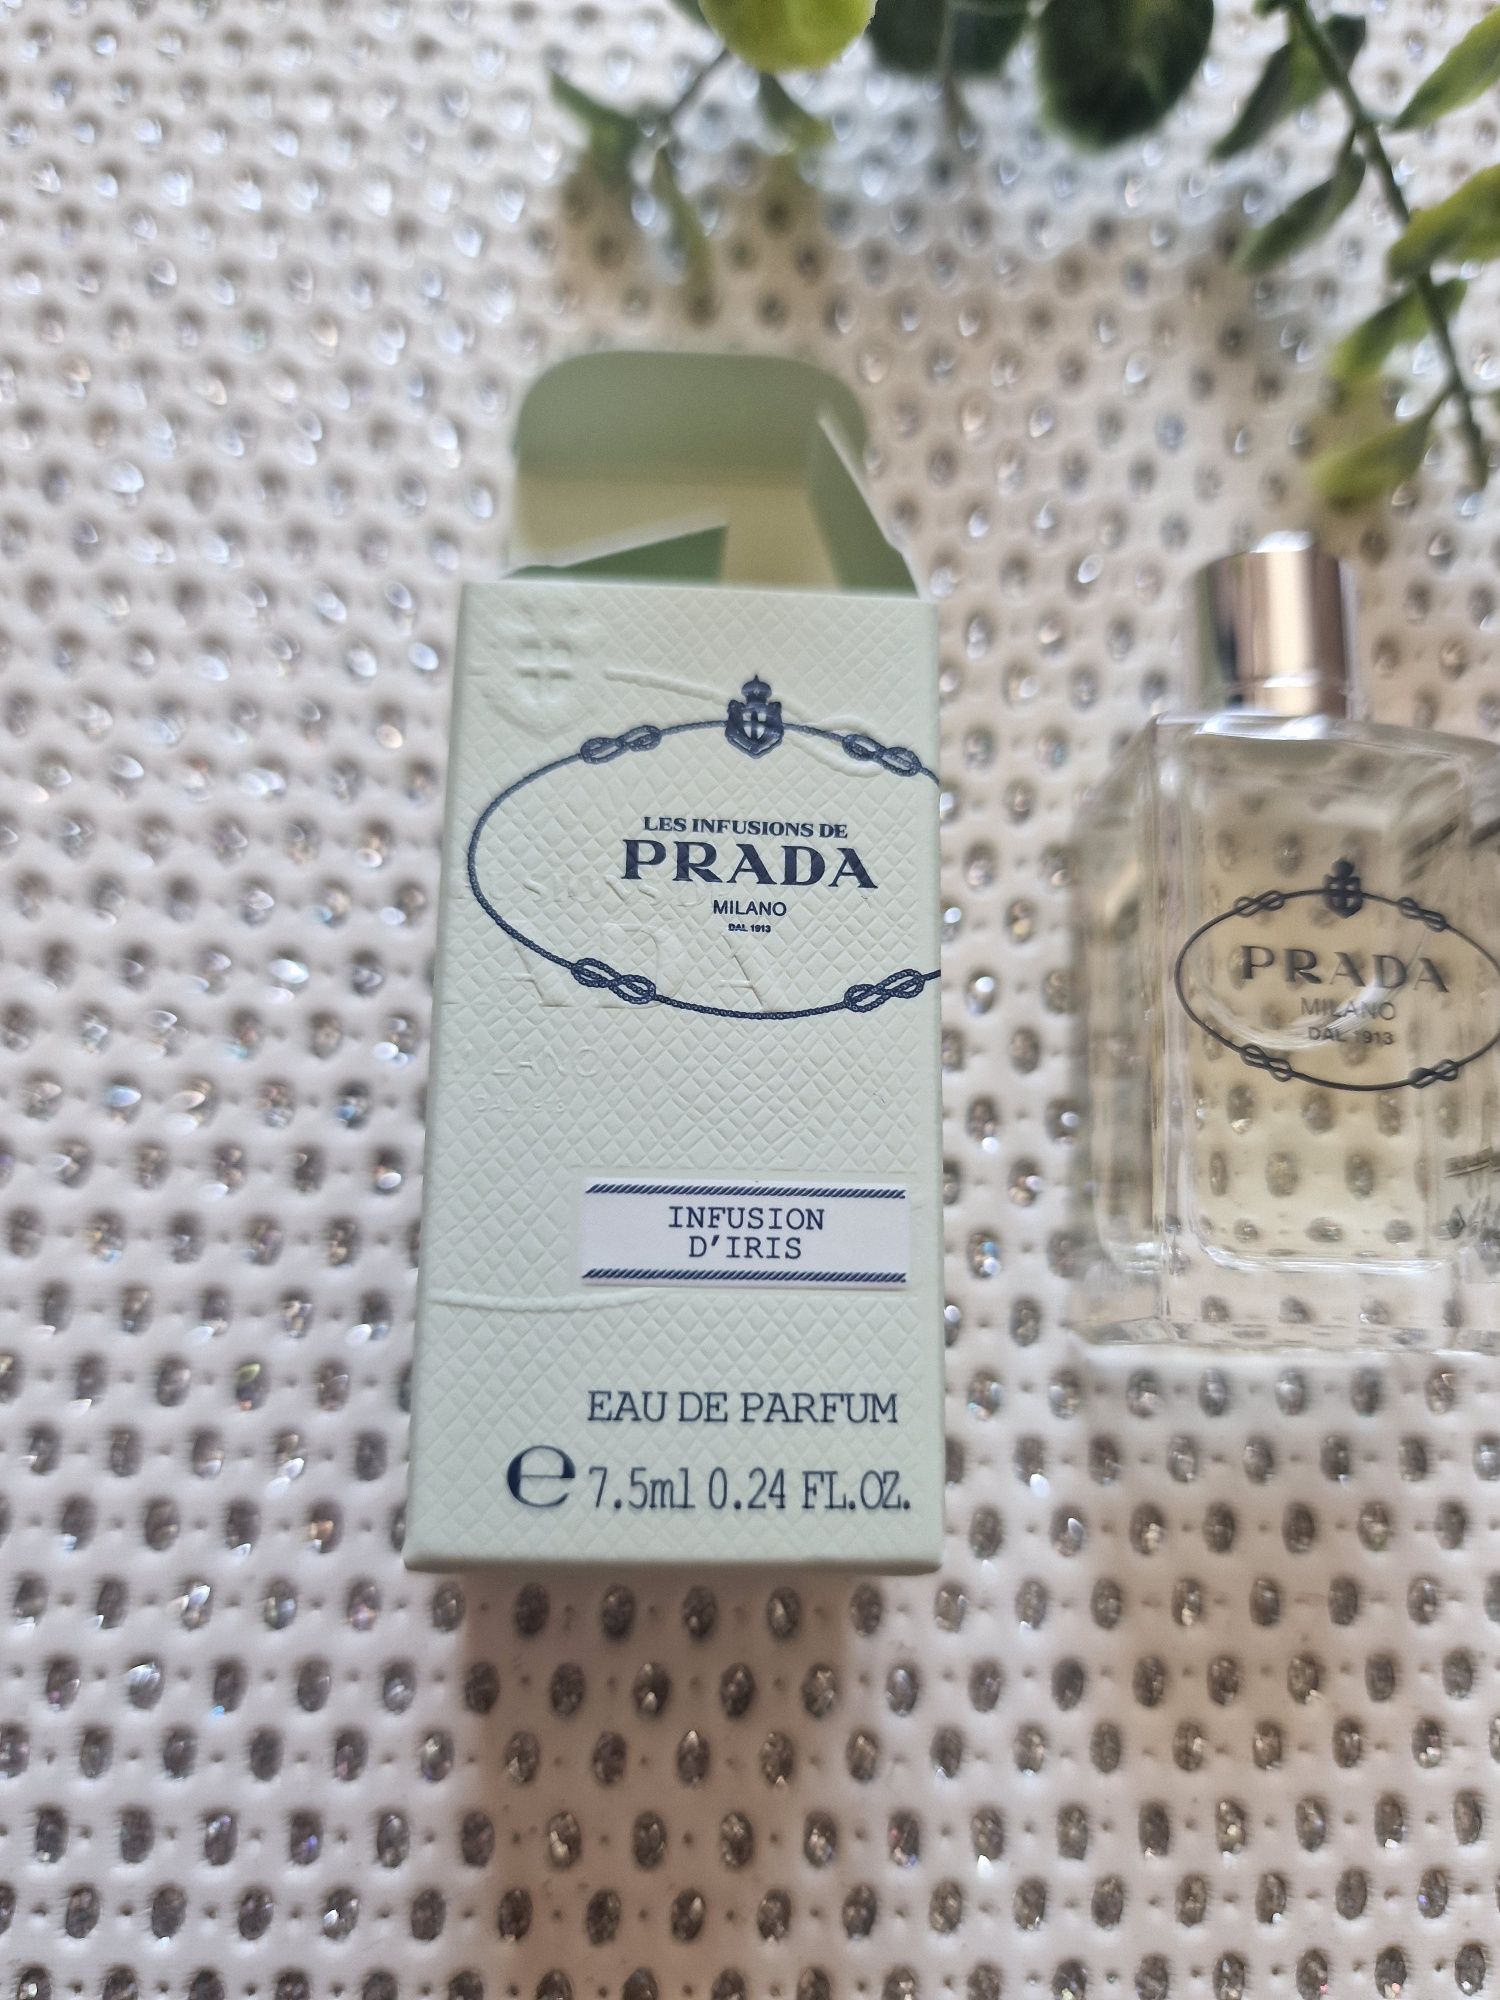 LES INFUSIONS DE
PRADA
MILANO
DAL 1913
INFUSION
D'IRIS
EAU DE PARFUM
e 7.5ml 0.24 FL.OZ.
PRADA
MILANO
DAL 1913